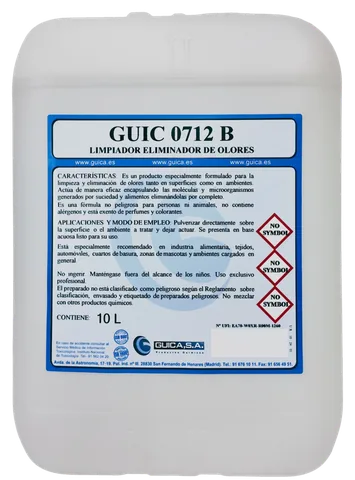 GUIC 0712 B
LIMPIADOR ELIMINADOR DE OLORES
www.guica.es www.guica.es www.guica.es
CARACTERÍSTICAS: Es un producto especialmente formulado para la
limpieza y eliminación de olores tanto en superficies como en ambientes.
Actua de manera eficaz encapsulando las moléculas y microorganismos
generados por suciedad y alimentos eliminándolas por completo.
Es una fórmula no peligrosa para personas ni animales, no contiene
alérgenos y está exento de perfumes y colorantes.
APLICACIONES Y MODO DE EMPLEO: Pulverizar directamente sobre
la superficie o el ambiente a tratar y dejar actuar. Se presenta en base
acuosa listo para su uso.
Está especialmente recomendado en industria alimentaria, tejidos,
automóviles, cuartos de basura, zonas de mascotas y ambientes cargados en
general
No ingerir Manténgase fuera del alcance de los niños. Uso exclusivo
profesional.
El preparado no está clasificado como peligroso según el Reglamento sobre
clasificación, envasado y etiquetado de preparados peligrosos. No mezclar
con otros productos químicos.
NO
SYMBOL
NO
SYMBOL
NO
SYMBOL
CONTIENE 10 L
GUICA,S.A.
Productos Químicos